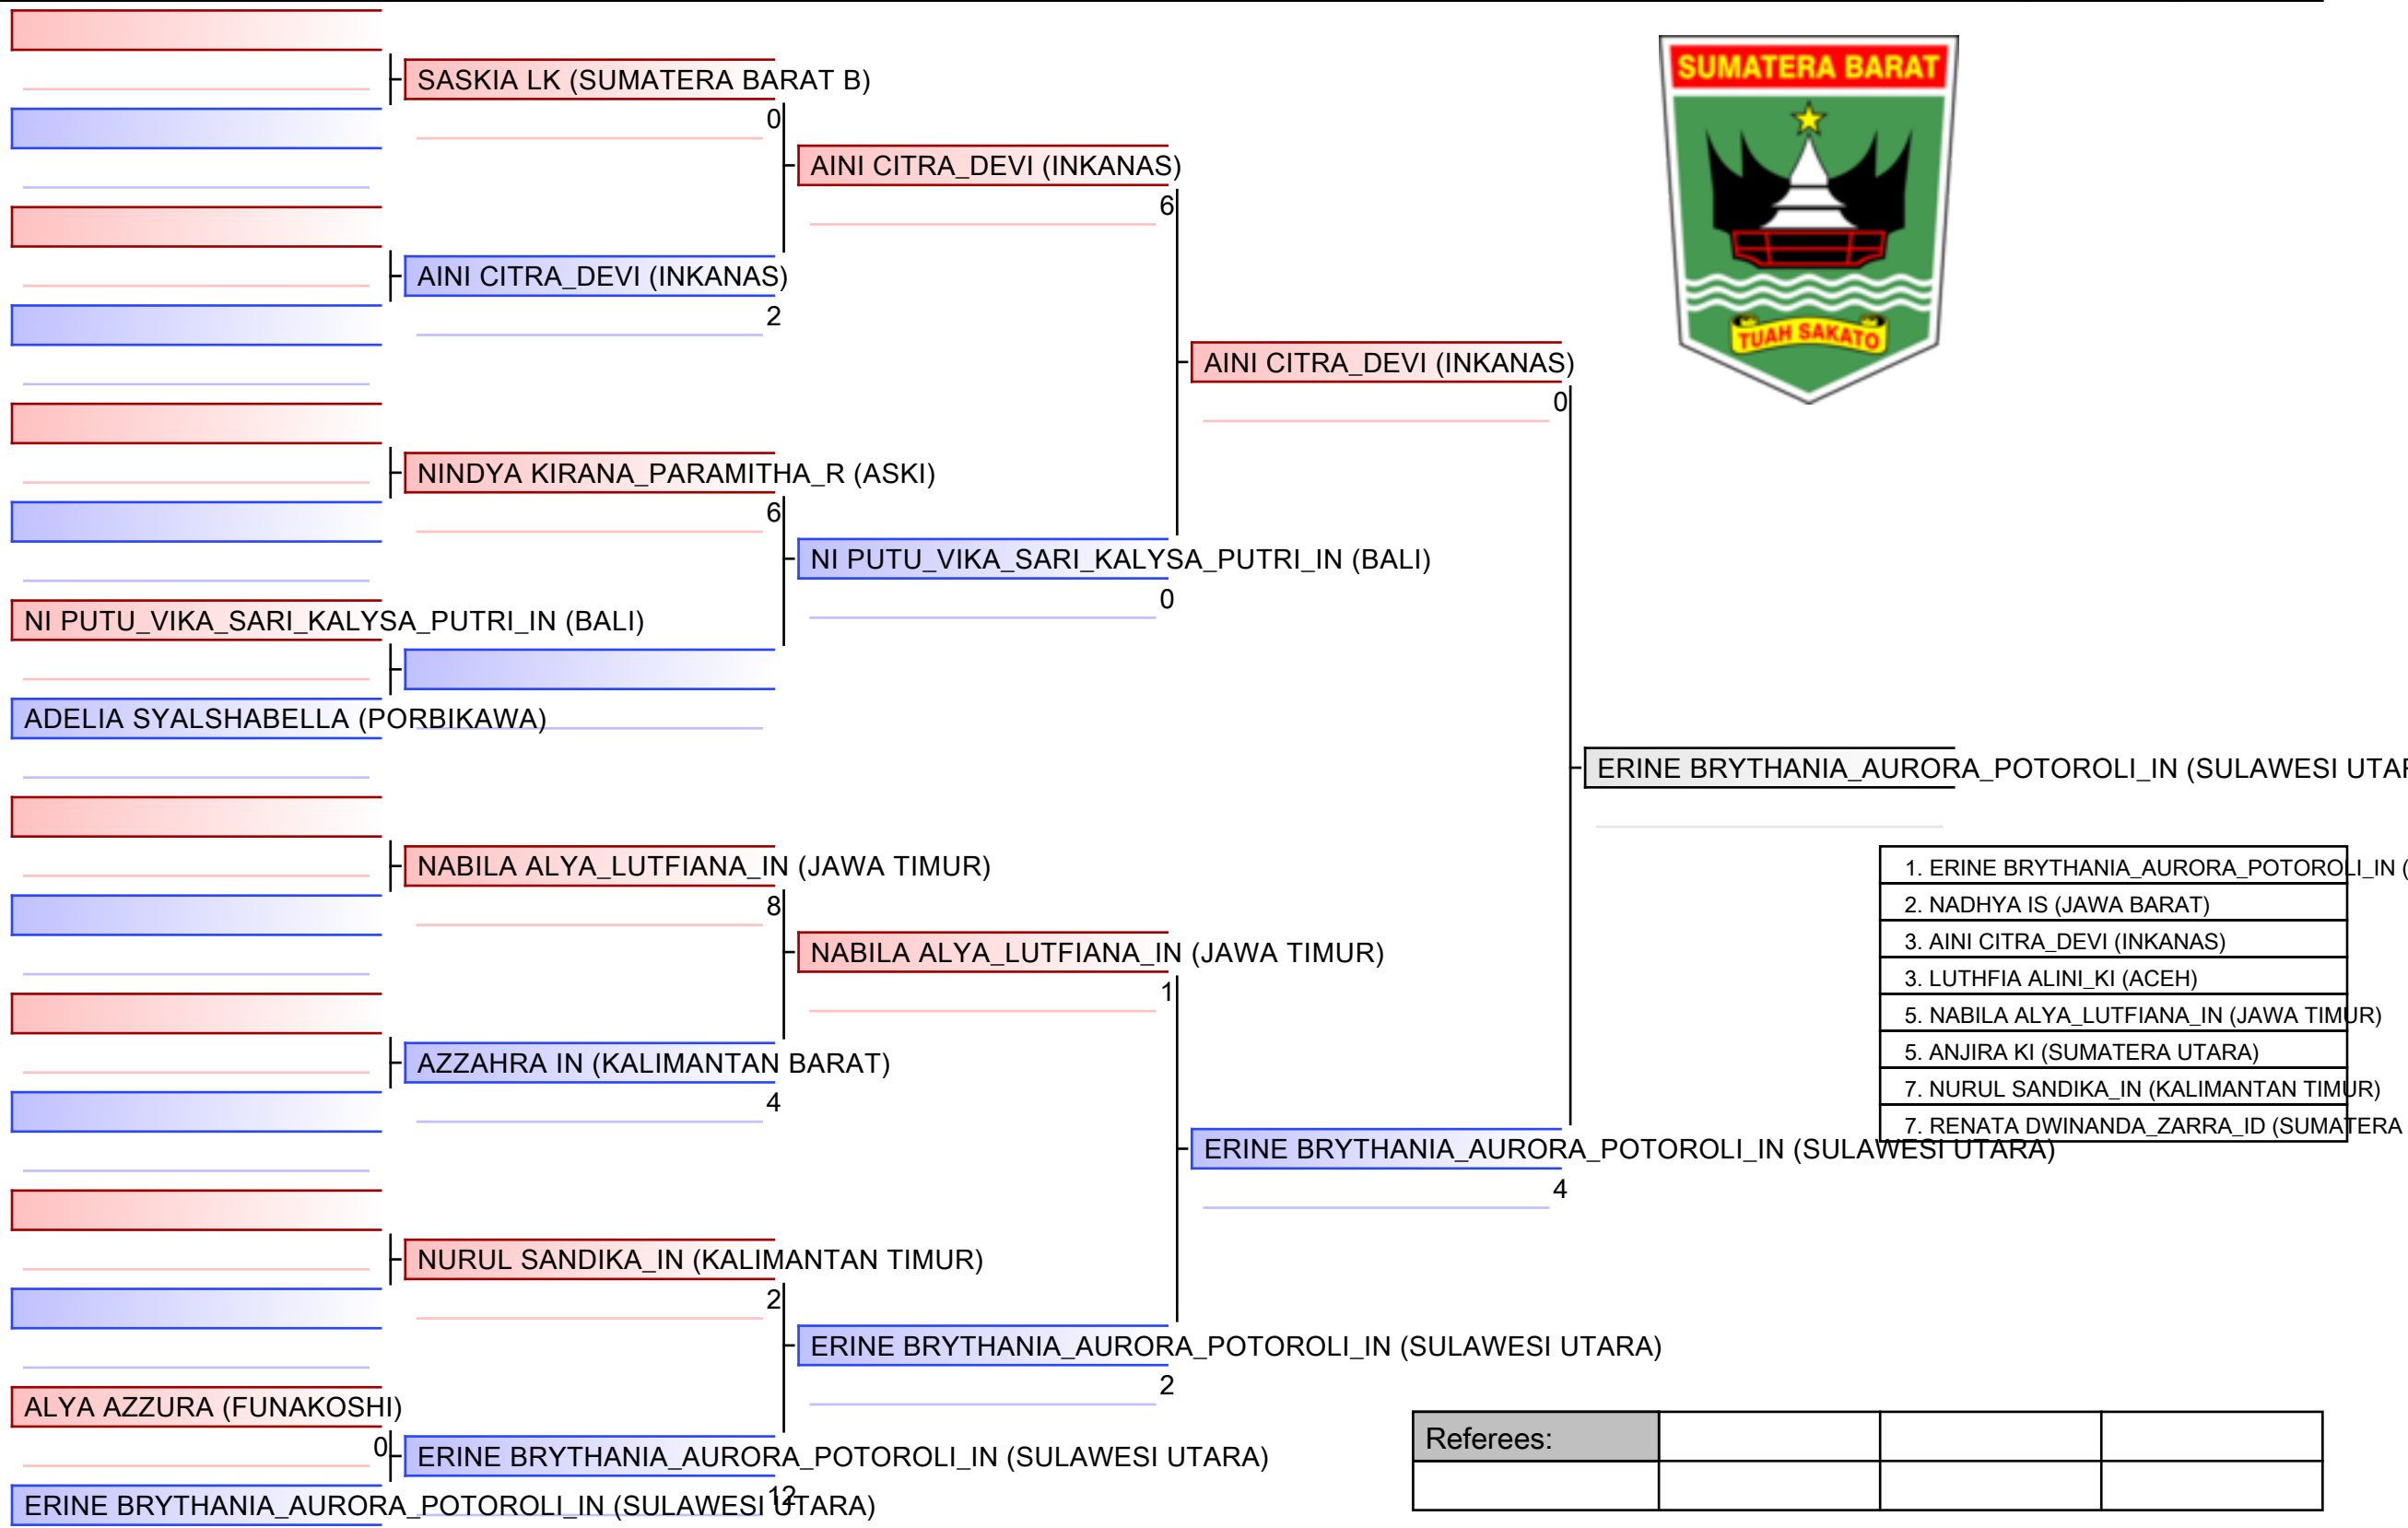 SUMATERA BARAT
TUAH SAKATO
SASKIA LK (SUMATERA BARAT B)
0
AINI CITRA_DEVI (INKANAS)
6
AINI CITRA_DEVI (INKANAS)
2
AINI CITRA_DEVI (INKANAS)
0
NINDYA KIRANA_PARAMITHA_R (ASKI)
6
NI PUTU_VIKA_SARI_KALYSA_PUTRI_IN (BALI)
0
NI PUTU_VIKA_SARI_KALYSA_PUTRI_IN (BALI)
ADELIA SYALSHABELLA (PORBIKAWA)
ERINE BRYTHANIA_AURORA_POTOROLI_IN (SULAWESI UTAR
NABILA ALYA_LUTFIANA_IN (JAWA TIMUR)
8
NABILA ALYA_LUTFIANA_IN (JAWA TIMUR)
1
AZZAHRA IN (KALIMANTAN BARAT)
4
1. ERINE BRYTHANIA_AURORA_POTOROLI_IN (
2. NADHYA IS (JAWA BARAT)
3. AINI CITRA_DEVI (INKANAS)
3. LUTHFIA ALINI_KI (ACEH)
5. NABILA ALYA_LUTFIANA_IN (JAWA TIMUR)
5. ANJIRA KI (SUMATERA UTARA)
7. NURUL SANDIKA_IN (KALIMANTAN TIMUR)
7. RENATA DWINANDA_ZARRA_ID (SUMATERA
ERINE BRYTHANIA_AURORA_POTOROLI_IN (SULAWESI UTARA)
4
NURUL SANDIKA_IN (KALIMANTAN TIMUR)
2
ERINE BRYTHANIA_AURORA_POTOROLI_IN (SULAWESI UTARA)
2
ALYA AZZURA (FUNAKOSHI)
0
ERINE BRYTHANIA_AURORA_POTOROLI_IN (SULAWESI UTARA)
12
ERINE BRYTHANIA_AURORA_POTOROLI_IN (SULAWESI UTARA)
Referees: